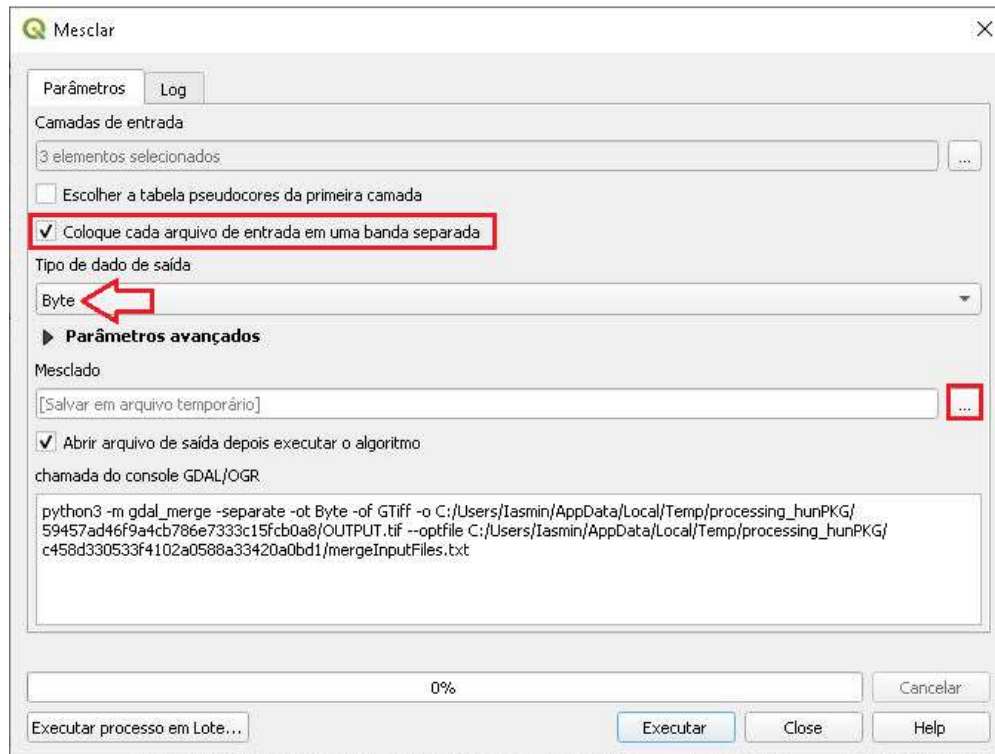 Mesclar
Parâmetros
Log
Camadas de entrada
3 elementos selecionados
...
Escolher a tabela pseudocores da primeira camada
Coloque cada arquivo de entrada em uma banda separada
Tipo de dado de saída
Byte
Parâmetros avançados
Mesclado
[Salvar em arquivo temporário]
...
Abrir arquivo de saída depois executar o algoritmo
chamada do console GDAL/OGR
python3 -m gdal_merge -separate -ot Byte -of GTiff -o C:/Users/Iasmin/AppData/Local/Temp/processing_hunPKG/
59457ad46f9a4cb786e7333c15fcb0a8/OUTPUT.tif --optfile C:/Users/Iasmin/AppData/Local/Temp/processing_hunPKG/
c458d330533f4102a0588a33420a0bd1/mergeInputFiles.txt
0%
Cancelar
Executar processo em Lote...
Executar
Close
Help